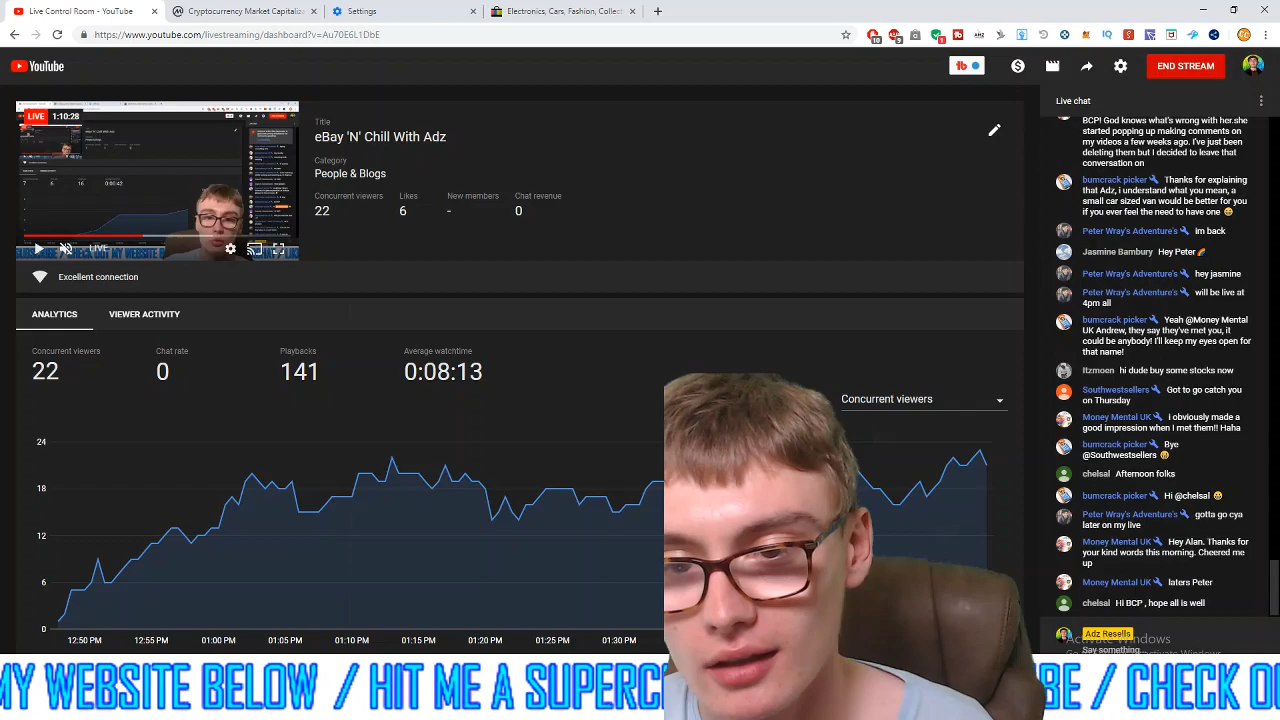 Live Control Room - YouTube
Cryptocurrency Market Capitaliz
Settings
Electronics, Cars, Fashion, Collect
https://www.youtube.com/livestreaming/dashboard?v=Au70E6L1DbE
YouTube
END STREAM
LIVE 1:10:28
LIVE
Title
eBay 'N' Chill With Adz
Category
People & Blogs
Concurrent viewers Likes New members Chat revenue
22 6 - 0
Excellent connection
ANALYTICS VIEWER ACTIVITY
Concurrent viewers Chat rate Playbacks Average watchtime
22 0 141 0:08:13
Concurrent viewers
24
18
12
6
0
12:50 PM 12:55 PM 01:00 PM 01:05 PM 01:10 PM 01:15 PM 01:20 PM 01:25 PM 01:30 PM
Live chat
BCP! God knows what's wrong with her.she
started popping up making comments on
my videos a few weeks ago. I've just
been deleting them but I decided to leave that
conversation on
bumcrack picker Thanks for explaining
that Adz, i understand what you mean, a
small car dervied van would be better for you
if you ever feel the need to have one
Peter Wray's Adventure's im back
Jasmine Bambury Hey Peter
Peter Wray's Adventure's hey jasmine
Peter Wray's Adventure's will be live at
4pm all
bumcrack picker Yeah @Money Mental
UK Andrew, they say they've met you, it
could be anybody! I'll keep my eyes open for
that name!
Itzmoen hi dude buy some stocks now
Southwestsellers Got to go catch you
on Thursday
Money Mental UK i obviously made a
good impression when I met them!! Haha
bumcrack picker Bye
@Southwestsellers
chelsal Afternoon folks
bumcrack picker Hi @chelsal
Peter Wray's Adventure's gotta go cya
later on my live
Money Mental UK Hey Alan. Thanks for
your kind words this morning. Cheered me
up
Money Mental UK laters Peter
chelsal Hi BCP , hope all is well
Adz Resells
Activate Windows
Say something...
MY WEBSITE BELOW / HIT ME A SUPERC
BE / CHECK OU